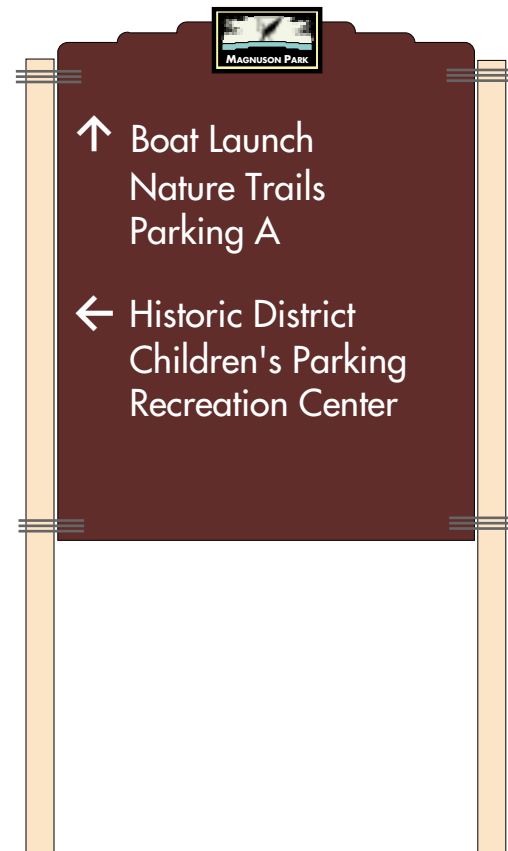 MAGNUSON PARK
↑ Boat Launch
Nature Trails
Parking A
← Historic District
Children's Parking
Recreation Center